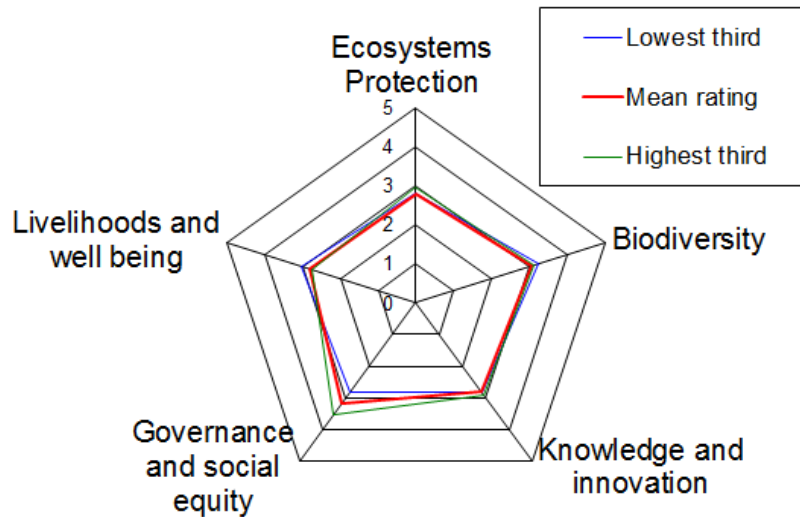 Ecosystems
Protection
Lowest third
Mean rating
Highest third
5
4
3
2
1
0
Livelihoods and
well being
Biodiversity
Governance
and social
equity
Knowledge and
innovation